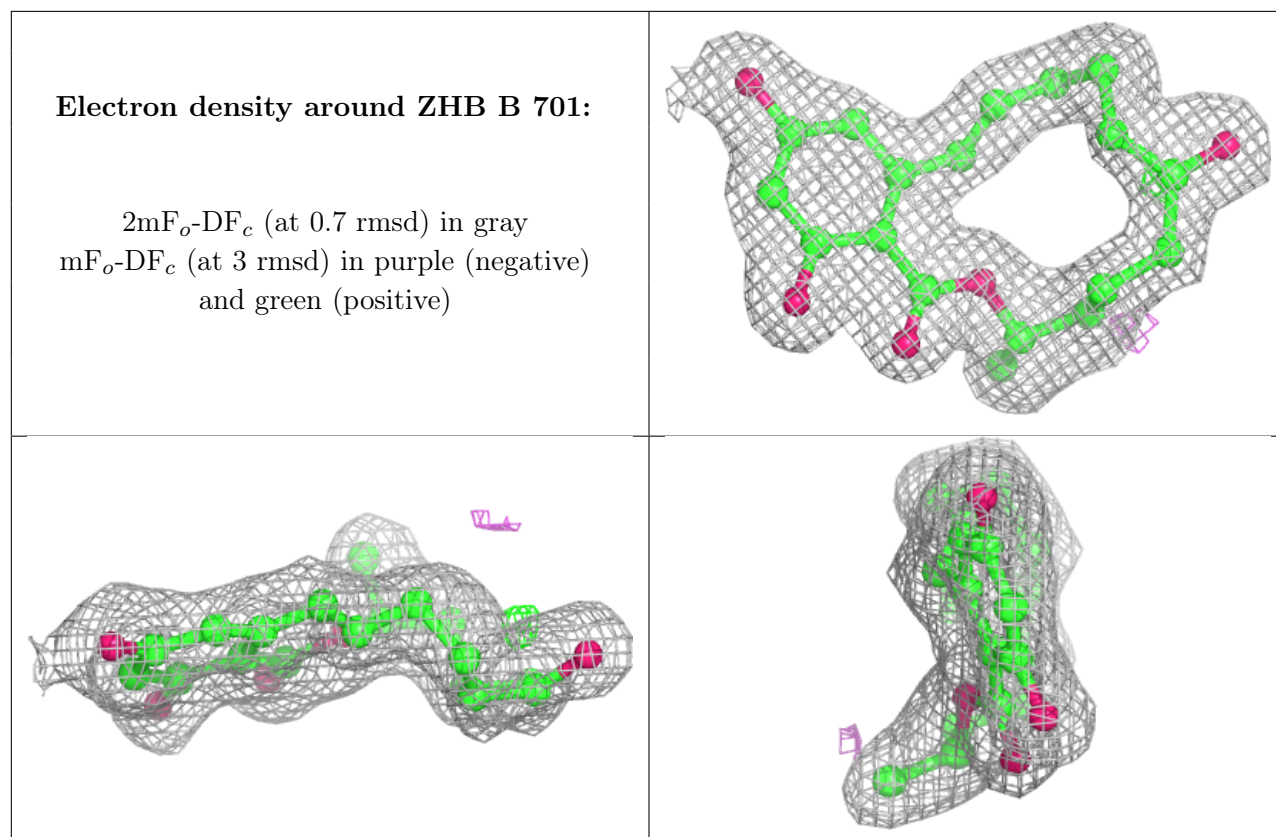 Electron density around ZHB B 701:
2mFo-DFc (at 0.7 rmsd) in gray
mFo-DFc (at 3 rmsd) in purple (negative)
and green (positive)